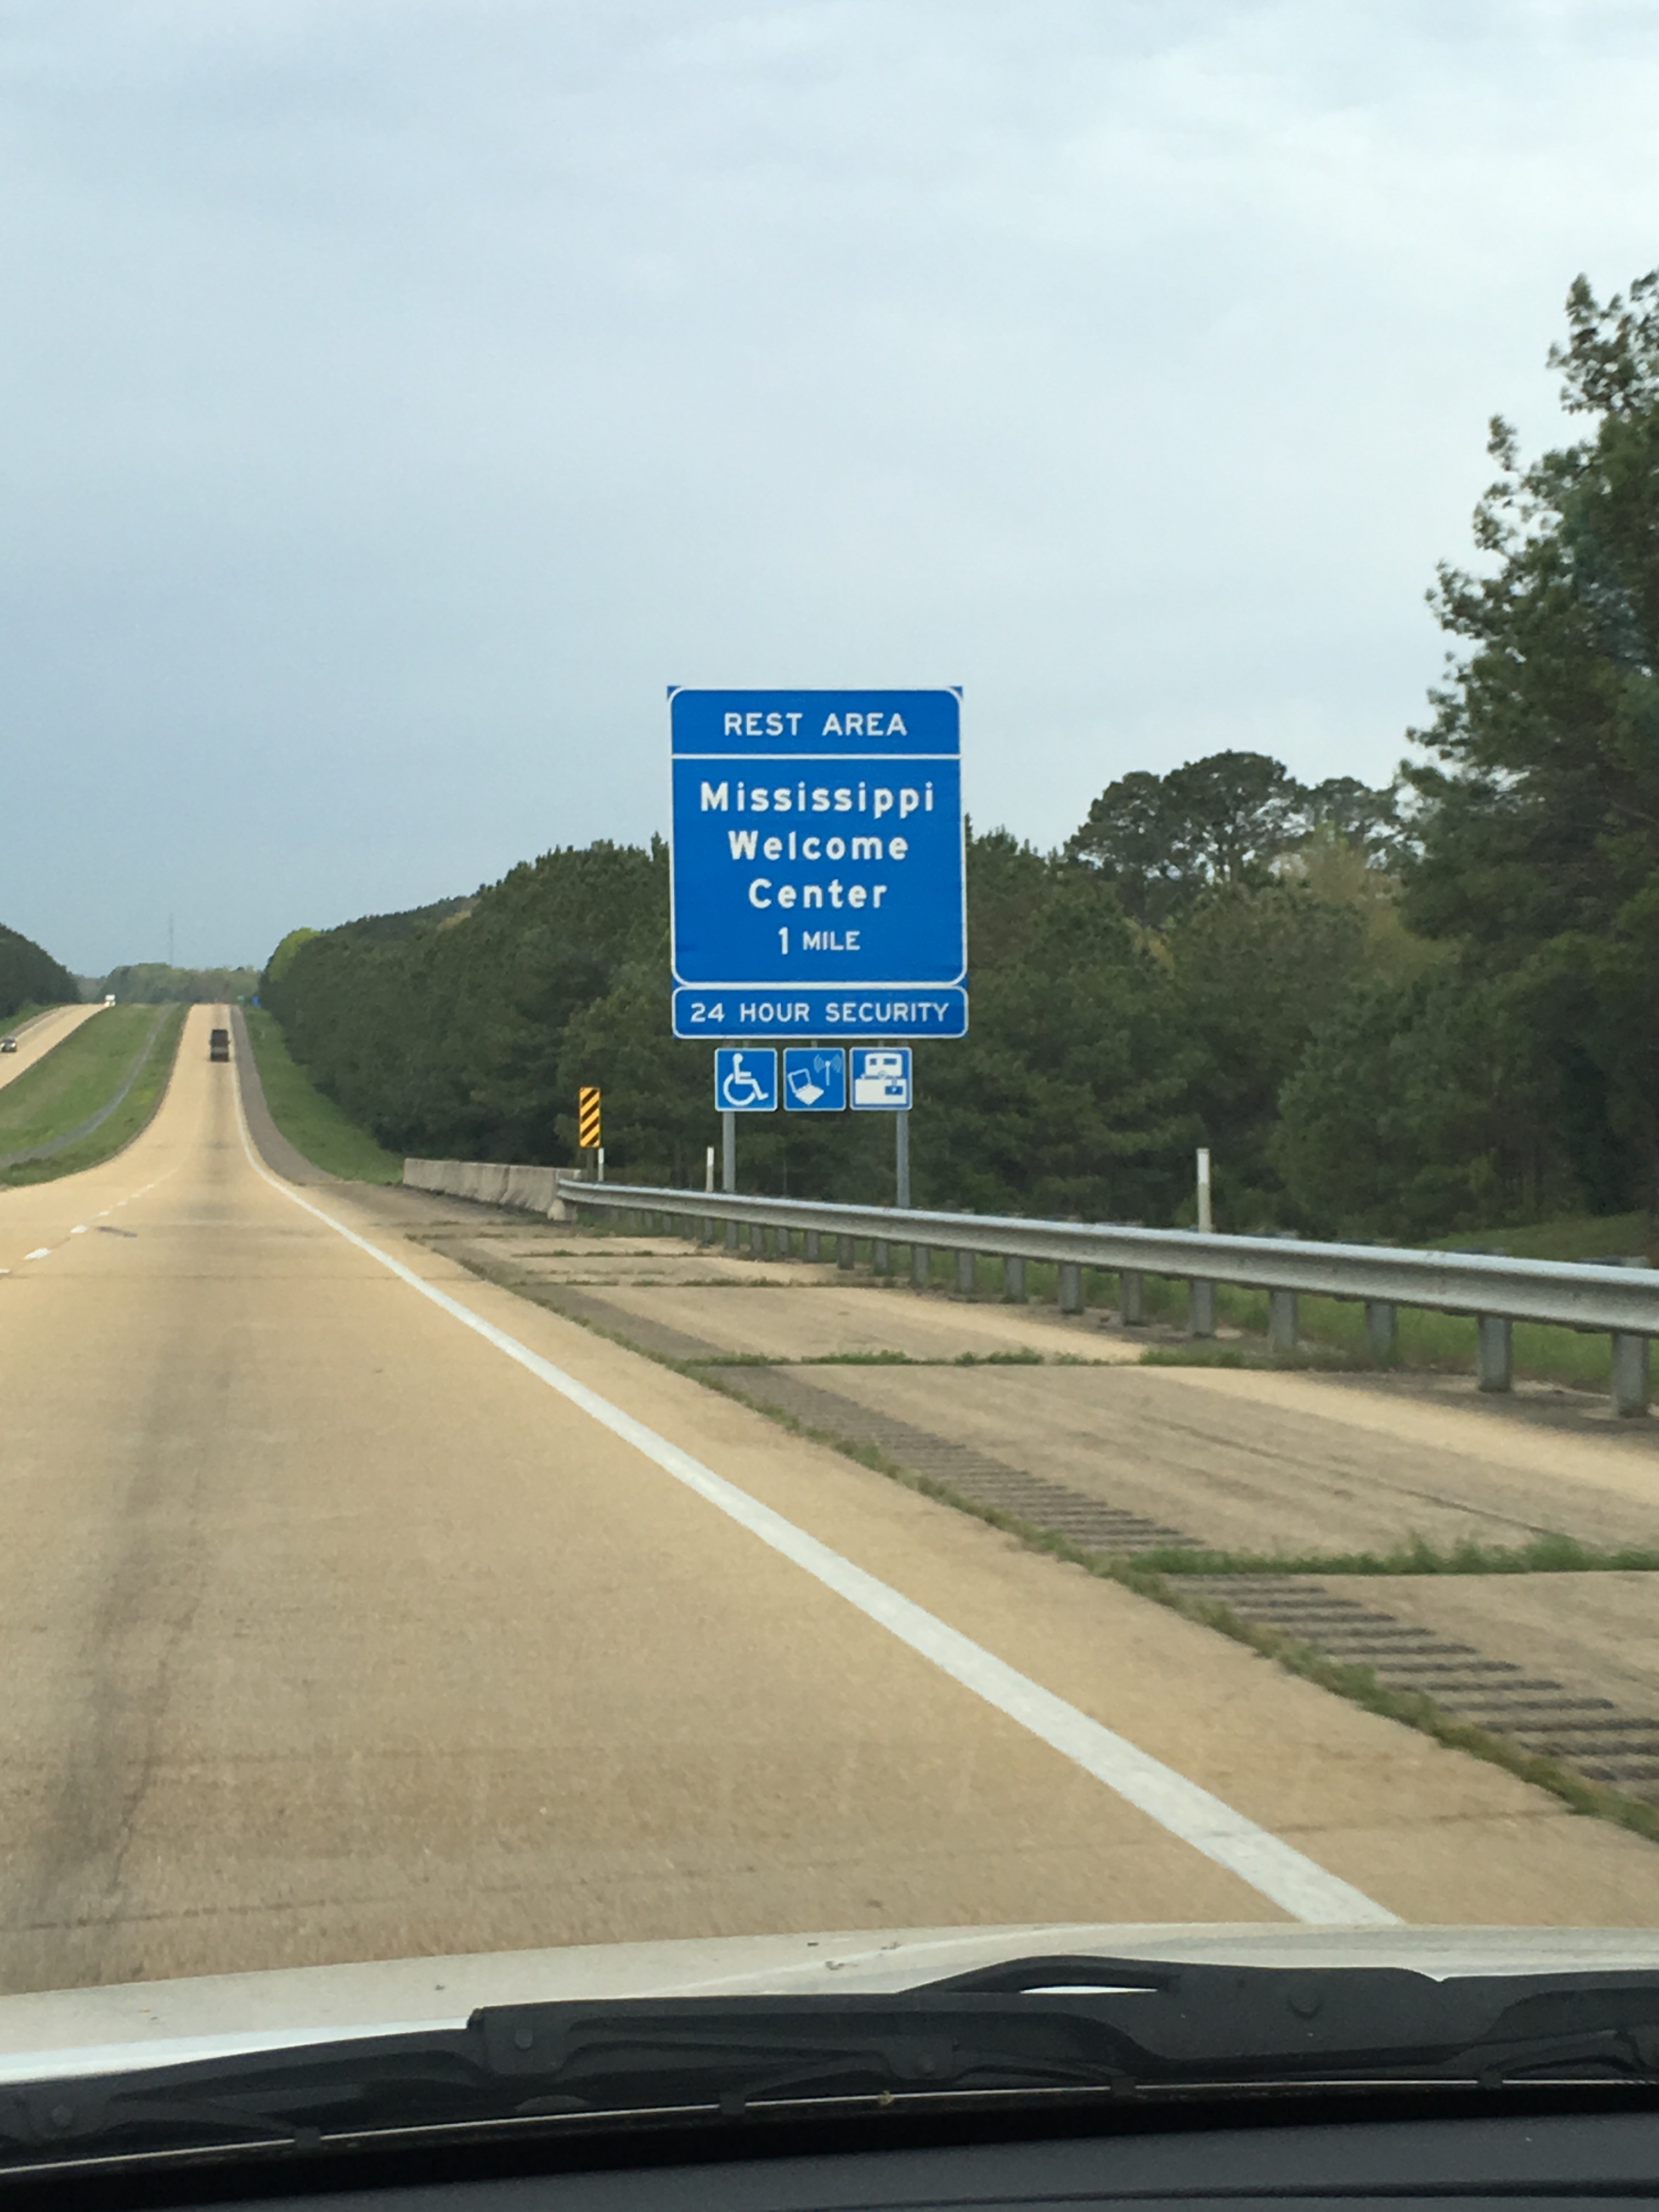 REST AREA
Mississippi
Welcome
Center
1 MILE
24 HOUR SECURITY